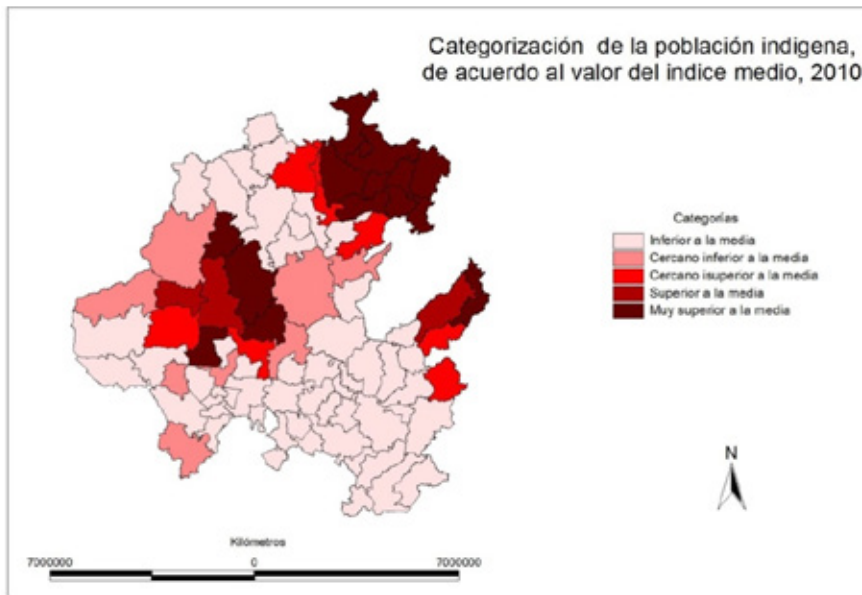 Categorización de la población indigena,
de acuerdo al valor del indice medio, 2010
Categorías
Inferior a la media
Cercano inferior a la media
Cercano isuperior a la media
Superior a la media
Muy superior a la media
N
Kilómetros
7000000 0 7000000